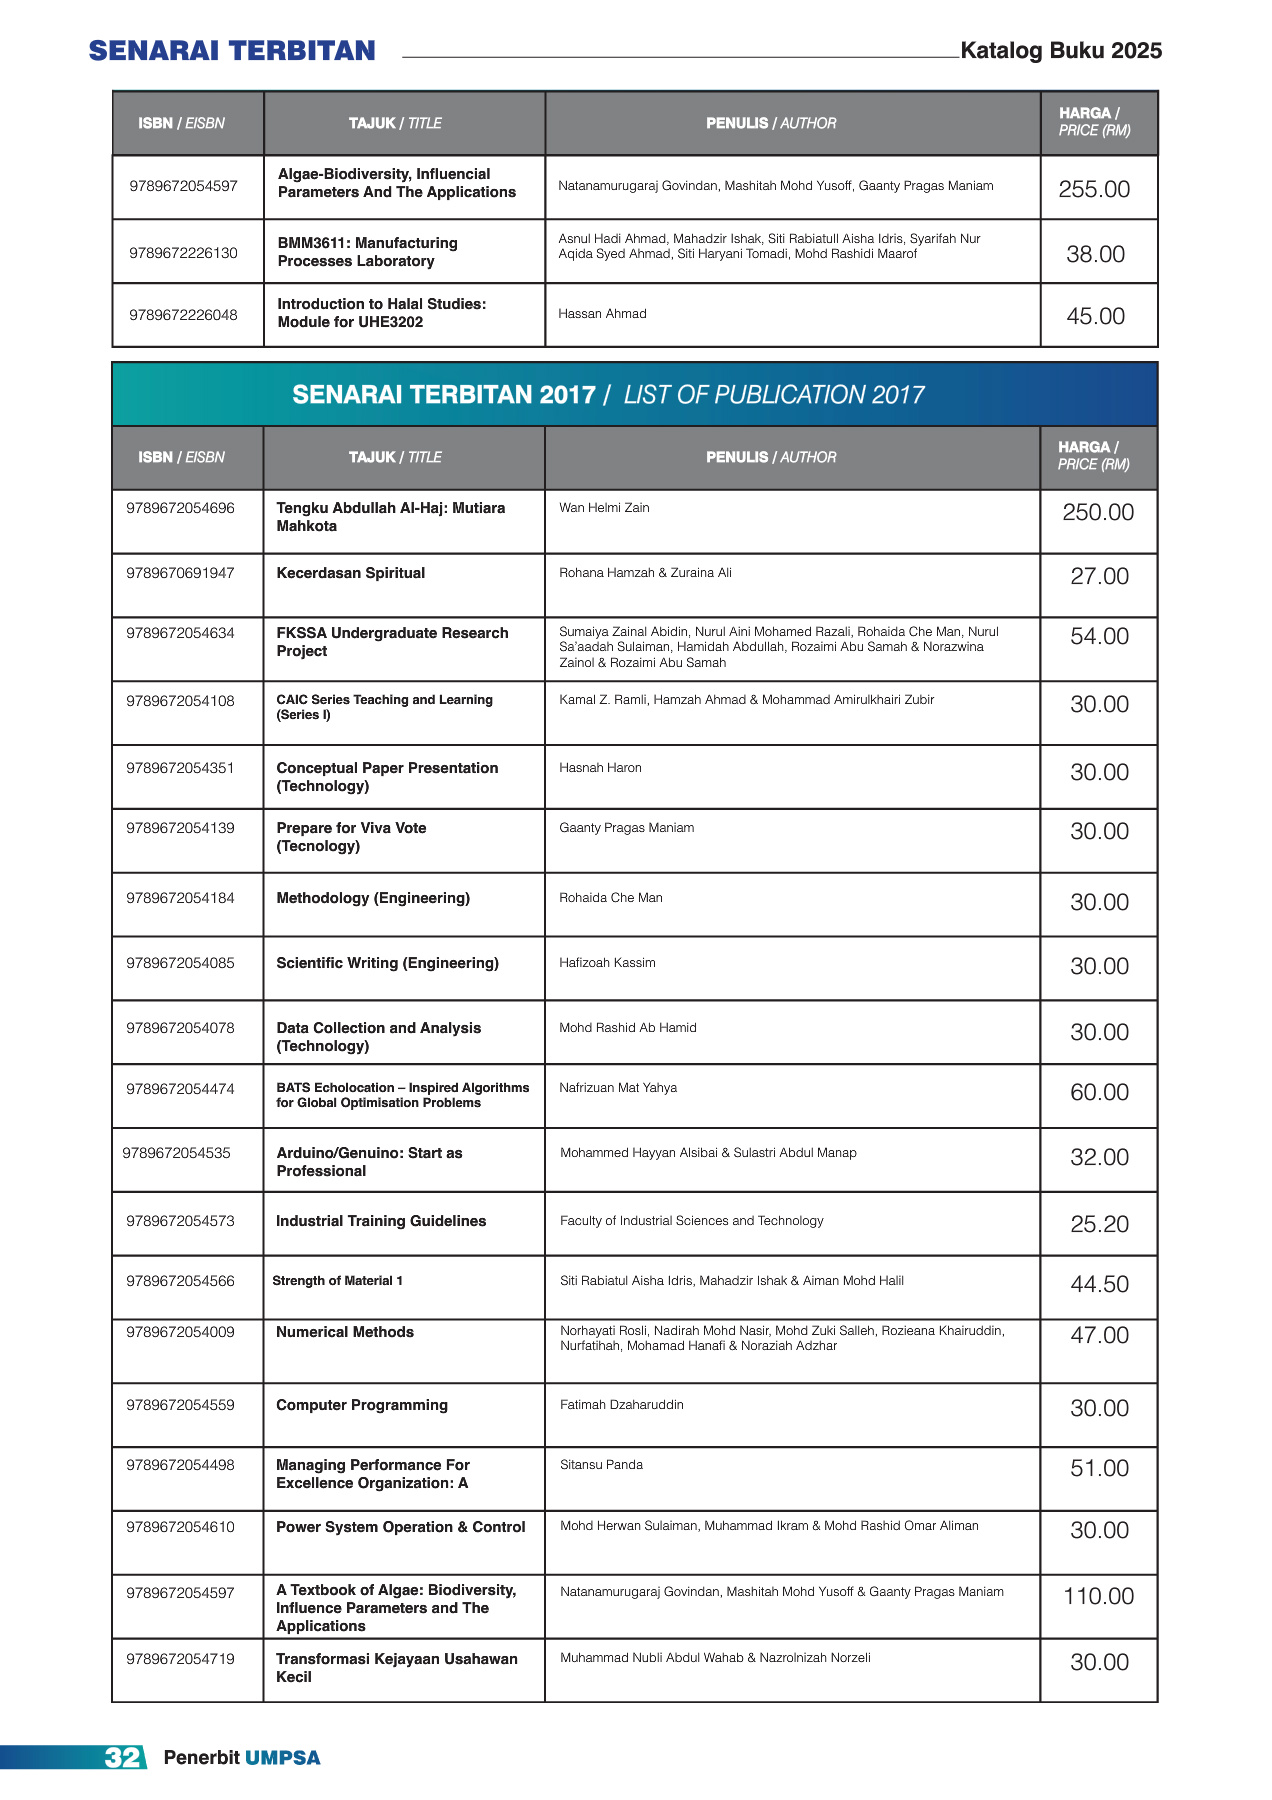 SENARAI TERBITAN
Katalog Buku 2025
ISBN / EISBN
TAJUK / TITLE
PENULIS / AUTHOR
HARGA /
PRICE (RM)
9789672054597
Algae-Biodiversity, Influencial
Parameters And The Applications
Natanamurugaraj Govindan, Mashitah Mohd Yusoff, Gaanty Pragas Maniam
255.00
9789672226130
BMM3611: Manufacturing
Processes Laboratory
Asnul Hadi Ahmad, Mahadzir Ishak, Siti Rabiatull Aisha Idris, Syarifah Nur
Aqida Syed Ahmad, Siti Haryani Tomadi, Mohd Rashidi Maarof
38.00
9789672226048
Introduction to Halal Studies:
Module for UHE3202
Hassan Ahmad
45.00
SENARAI TERBITAN 2017 / LIST OF PUBLICATION 2017
ISBN / EISBN
TAJUK / TITLE
PENULIS / AUTHOR
HARGA /
PRICE (RM)
9789672054696
Tengku Abdullah Al-Haj: Mutiara
Mahkota
Wan Helmi Zain
250.00
9789670691947
Kecerdasan Spiritual
Rohana Hamzah & Zuraina Ali
27.00
9789672054634
FKSSA Undergraduate Research
Project
Sumaiya Zainal Abidin, Nurul Aini Mohamed Razali, Rohaida Che Man, Nurul
Sa’aadah Sulaiman, Hamidah Abdullah, Rozaimi Abu Samah & Norazwina
Zainol & Rozaimi Abu Samah
54.00
9789672054108
CAIC Series Teaching and Learning
(Series I)
Kamal Z. Ramli, Hamzah Ahmad & Mohammad Amirulkhairi Zubir
30.00
9789672054351
Conceptual Paper Presentation
(Technology)
Hasnah Haron
30.00
9789672054139
Prepare for Viva Vote
(Tecnology)
Gaanty Pragas Maniam
30.00
9789672054184
Methodology (Engineering)
Rohaida Che Man
30.00
9789672054085
Scientific Writing (Engineering)
Hafizoah Kassim
30.00
9789672054078
Data Collection and Analysis
(Technology)
Mohd Rashid Ab Hamid
30.00
9789672054474
BATS Echolocation – Inspired Algorithms
for Global Optimisation Problems
Nafrizuan Mat Yahya
60.00
9789672054535
Arduino/Genuino: Start as
Professional
Mohammed Hayyan Alsibai & Sulastri Abdul Manap
32.00
9789672054573
Industrial Training Guidelines
Faculty of Industrial Sciences and Technology
25.20
9789672054566
Strength of Material 1
Siti Rabiatul Aisha Idris, Mahadzir Ishak & Aiman Mohd Halil
44.50
9789672054009
Numerical Methods
Norhayati Rosli, Nadirah Mohd Nasir, Mohd Zuki Salleh, Rozieana Khairuddin,
Nurfatihah, Mohamad Hanafi & Noraziah Adzhar
47.00
9789672054559
Computer Programming
Fatimah Dzaharuddin
30.00
9789672054498
Managing Performance For
Excellence Organization: A
Sitansu Panda
51.00
9789672054610
Power System Operation & Control
Mohd Herwan Sulaiman, Muhammad Ikram & Mohd Rashid Omar Aliman
30.00
9789672054597
A Textbook of Algae: Biodiversity,
Influence Parameters and The
Applications
Natanamurugaraj Govindan, Mashitah Mohd Yusoff & Gaanty Pragas Maniam
110.00
9789672054719
Transformasi Kejayaan Usahawan
Kecil
Muhammad Nubli Abdul Wahab & Nazrolnizah Norzeli
30.00
32 Penerbit UMPSA